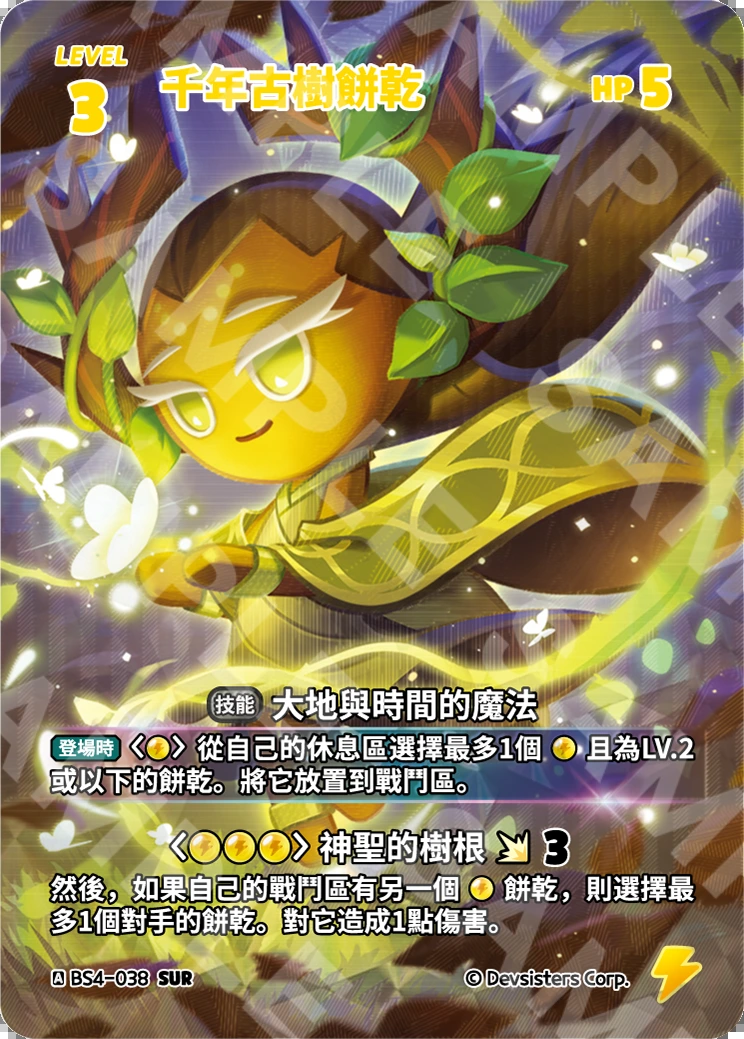 LEVEL
3
千年古樹餅乾
HP 5
技能 大地與時間的魔法
登場時 〈〉從自己的休息區選擇最多1個 且為LV.2
或以下的餅乾。將它放置到戰鬥區。
〈〉神聖的樹根 3
然後，如果自己的戰鬥區有另一個 餅乾，則選擇最
多1個對手的餅乾。對它造成1點傷害。
A BS4-038 SUR
© Devsisters Corp.
SAMPLE